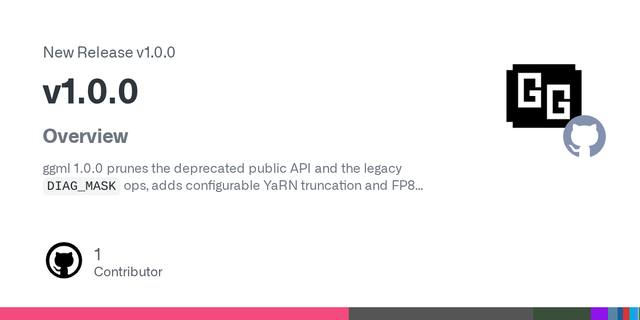 New Release v1.0.0
v1.0.0
Overview
ggml 1.0.0 prunes the deprecated public API and the legacy
DIAG_MASK ops, adds configurable YaRN truncation and FP8...
GG
1
Contributor